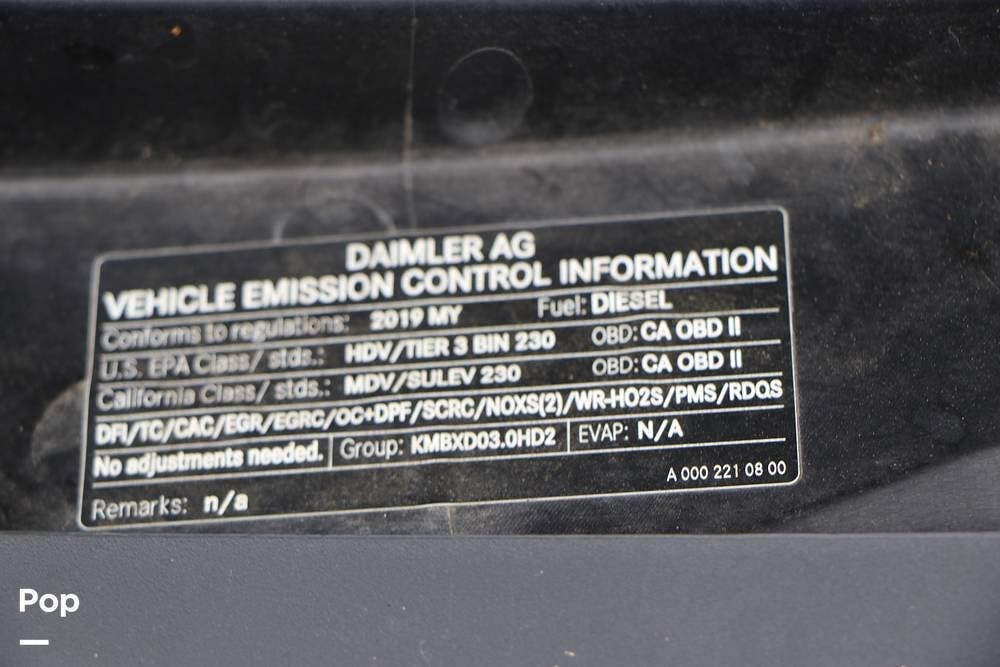 DAIMLER AG
VEHICLE EMISSION CONTROL INFORMATION
Conforms to regulations: 2019 MY Fuel: DIESEL
U.S. EPA Class/ stds.: HDV/TIER 3 BIN 230 OBD: CA OBD II
California Class/ stds.: MDV/SULEV 230 OBD: CA OBD II
DFI/TC/CAC/EGR/EGRC/OC+DPF/SCRC/NOXS(2)/WR-HO2S/PMS/RDQS
No adjustments needed. Group: KMBXD03.0HD2 EVAP: N/A
A 000 221 08 00
Remarks: n/a
Pop